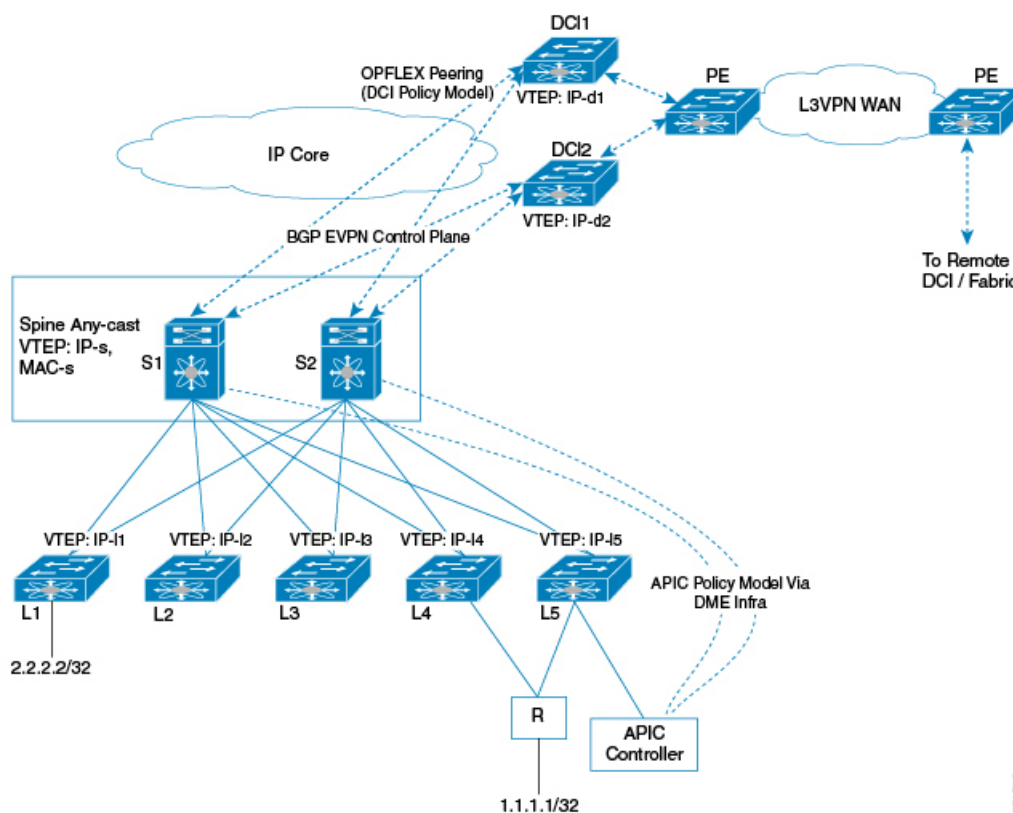 DCI1
OPFLEX Peering
(DCI Policy Model)
VTEP: IP-d1
PE
L3VPN WAN
PE
IP Core
DCI2
VTEP: IP-d2
BGP EVPN Control Plane
To Remote
DCI / Fabric
Spine Any-cast
VTEP: IP-s,
MAC-s
S1
S2
VTEP: IP-l1
VTEP: IP-l2
VTEP: IP-l3
VTEP: IP-l4
VTEP: IP-l5
APIC Policy Model Via
DME Infra
L1
L2
L3
L4
L5
2.2.2.2/32
R
APIC
Controller
1.1.1.1/32